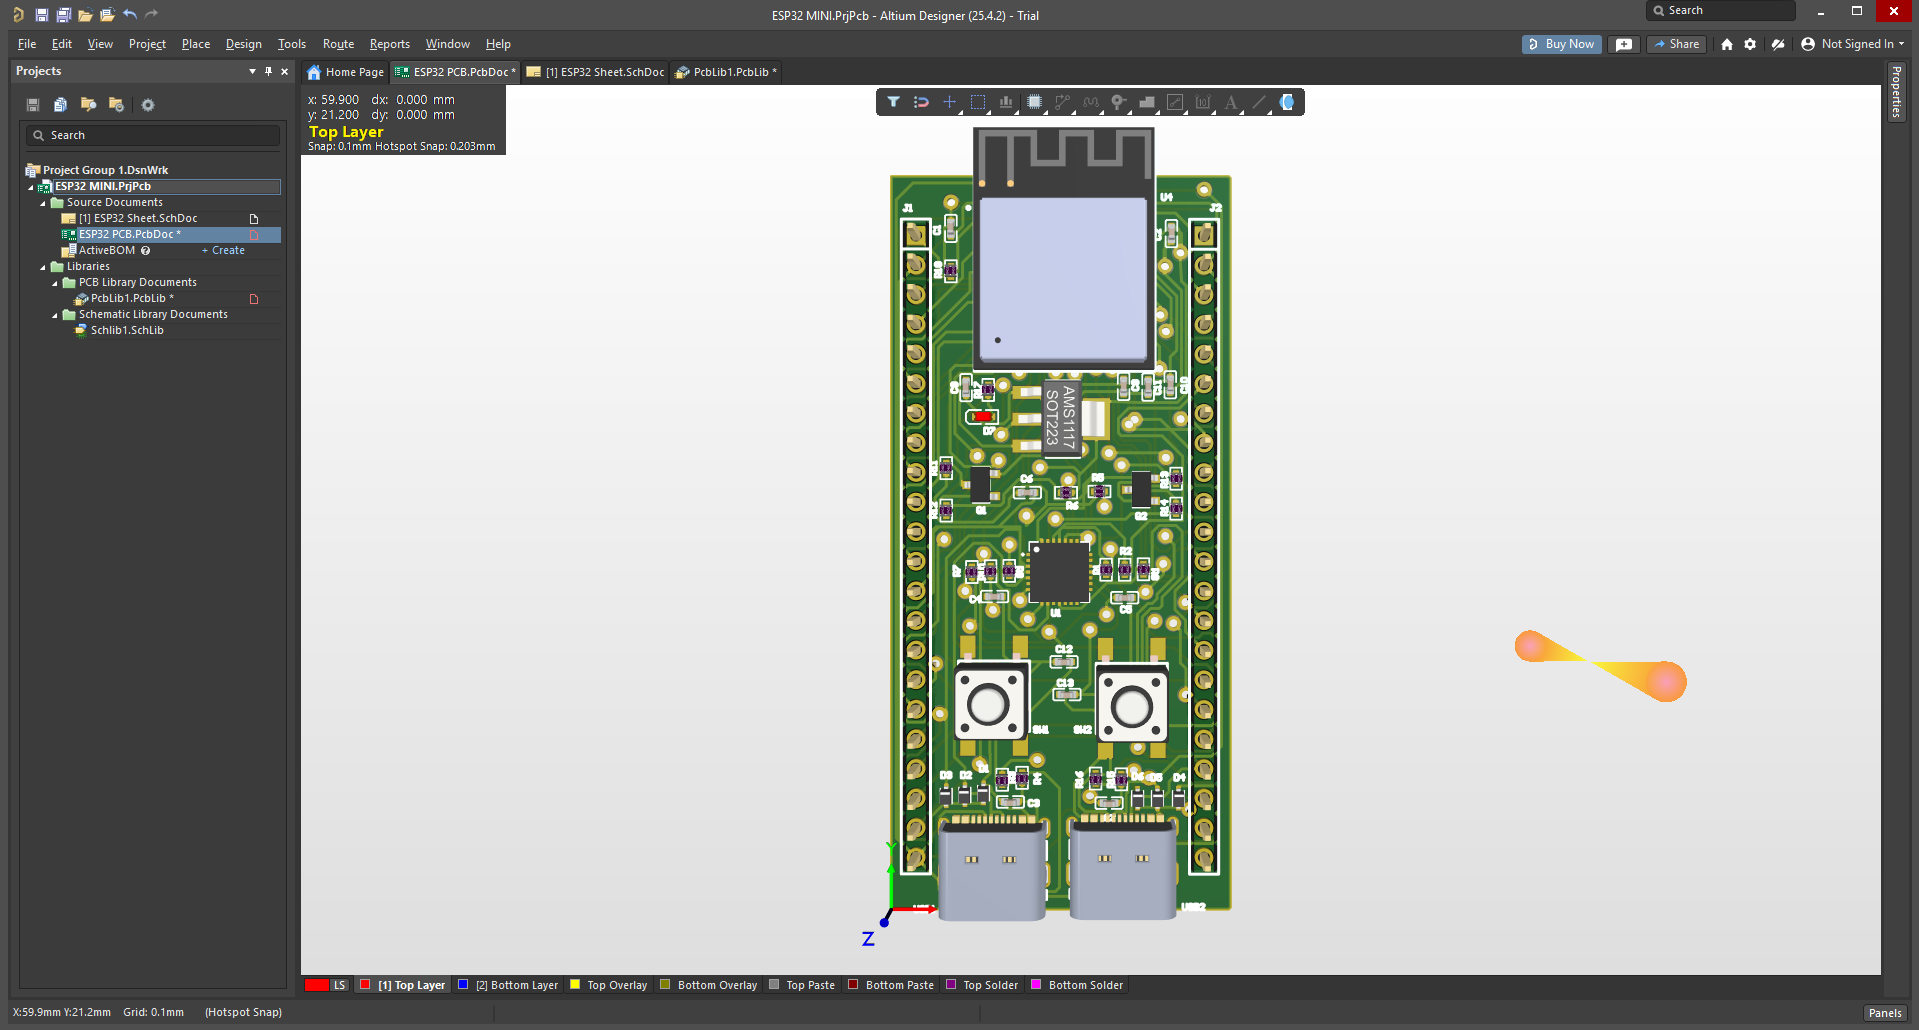 ESP32 MINI.PrjPcb - Altium Designer (25.4.2) - Trial
Search
File Edit View Project Place Design Tools Route Reports Window Help
Buy Now Share Not Signed In
Projects
Home Page ESP32 PCB.PcbDoc * [1] ESP32 Sheet.SchDoc PcbLib1.PcbLib *
Properties
x: 59.900 dx: 0.000 mm
y: 21.200 dy: 0.000 mm
Top Layer
Snap: 0.1mm Hotspot Snap: 0.203mm
Search
Project Group 1.DsnWrk
ESP32 MINI.PrjPcb
Source Documents
[1] ESP32 Sheet.SchDoc
ESP32 PCB.PcbDoc *
ActiveBOM + Create
Libraries
PCB Library Documents
PcbLib1.PcbLib *
Schematic Library Documents
Schlib1.SchLib
U4
J1 J2
AMS1117
SOT223
C6 R5
R6
Q1 Q2
R2
C4 C5
U1
C12
C13
SW1 SW2
D3 D2 D1
D6 D5 D4
C3
USB2
Y
Z
LS [1] Top Layer [2] Bottom Layer Top Overlay Bottom Overlay Top Paste Bottom Paste Top Solder Bottom Solder
X:59.9mm Y:21.2mm Grid: 0.1mm (Hotspot Snap)
Panels